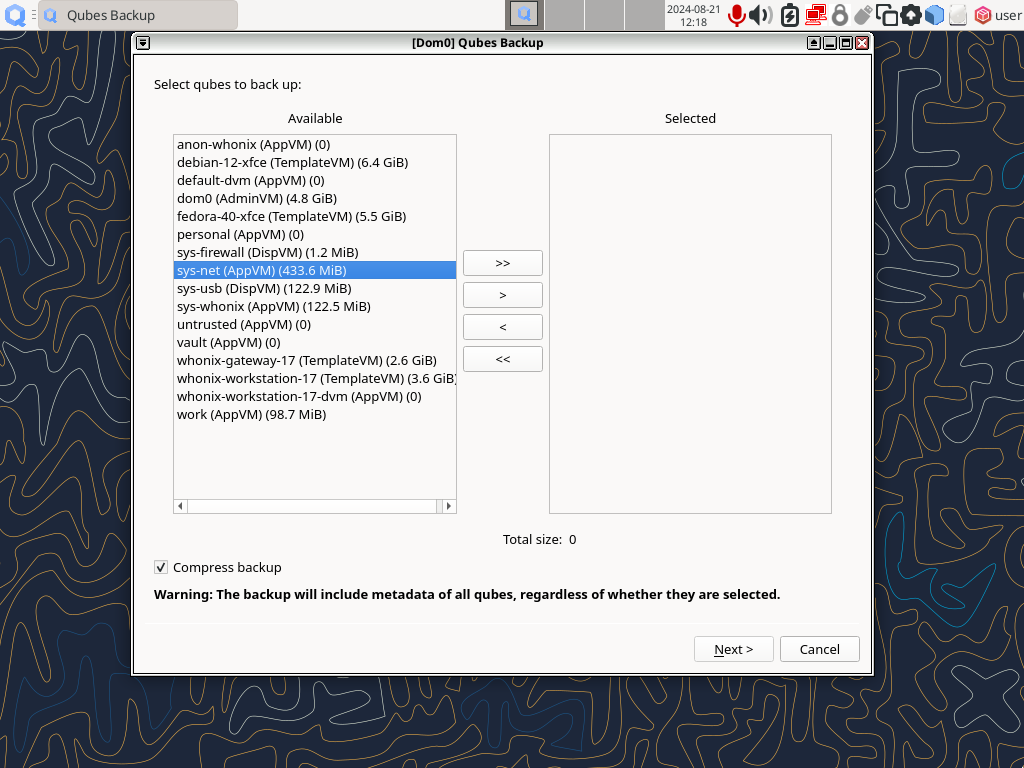 Qubes Backup
2024-08-21
12:18
user
[Dom0] Qubes Backup
Select qubes to back up:
Available
Selected
anon-whonix (AppVM) (0)
debian-12-xfce (TemplateVM) (6.4 GiB)
default-dvm (AppVM) (0)
dom0 (AdminVM) (4.8 GiB)
fedora-40-xfce (TemplateVM) (5.5 GiB)
personal (AppVM) (0)
sys-firewall (DispVM) (1.2 MiB)
sys-net (AppVM) (433.6 MiB)
sys-usb (DispVM) (122.9 MiB)
sys-whonix (AppVM) (122.5 MiB)
untrusted (AppVM) (0)
vault (AppVM) (0)
whonix-gateway-17 (TemplateVM) (2.6 GiB)
whonix-workstation-17 (TemplateVM) (3.6 GiB)
whonix-workstation-17-dvm (AppVM) (0)
work (AppVM) (98.7 MiB)
>>
>
<
<<
Total size: 0
Compress backup
Warning: The backup will include metadata of all qubes, regardless of whether they are selected.
Next >
Cancel